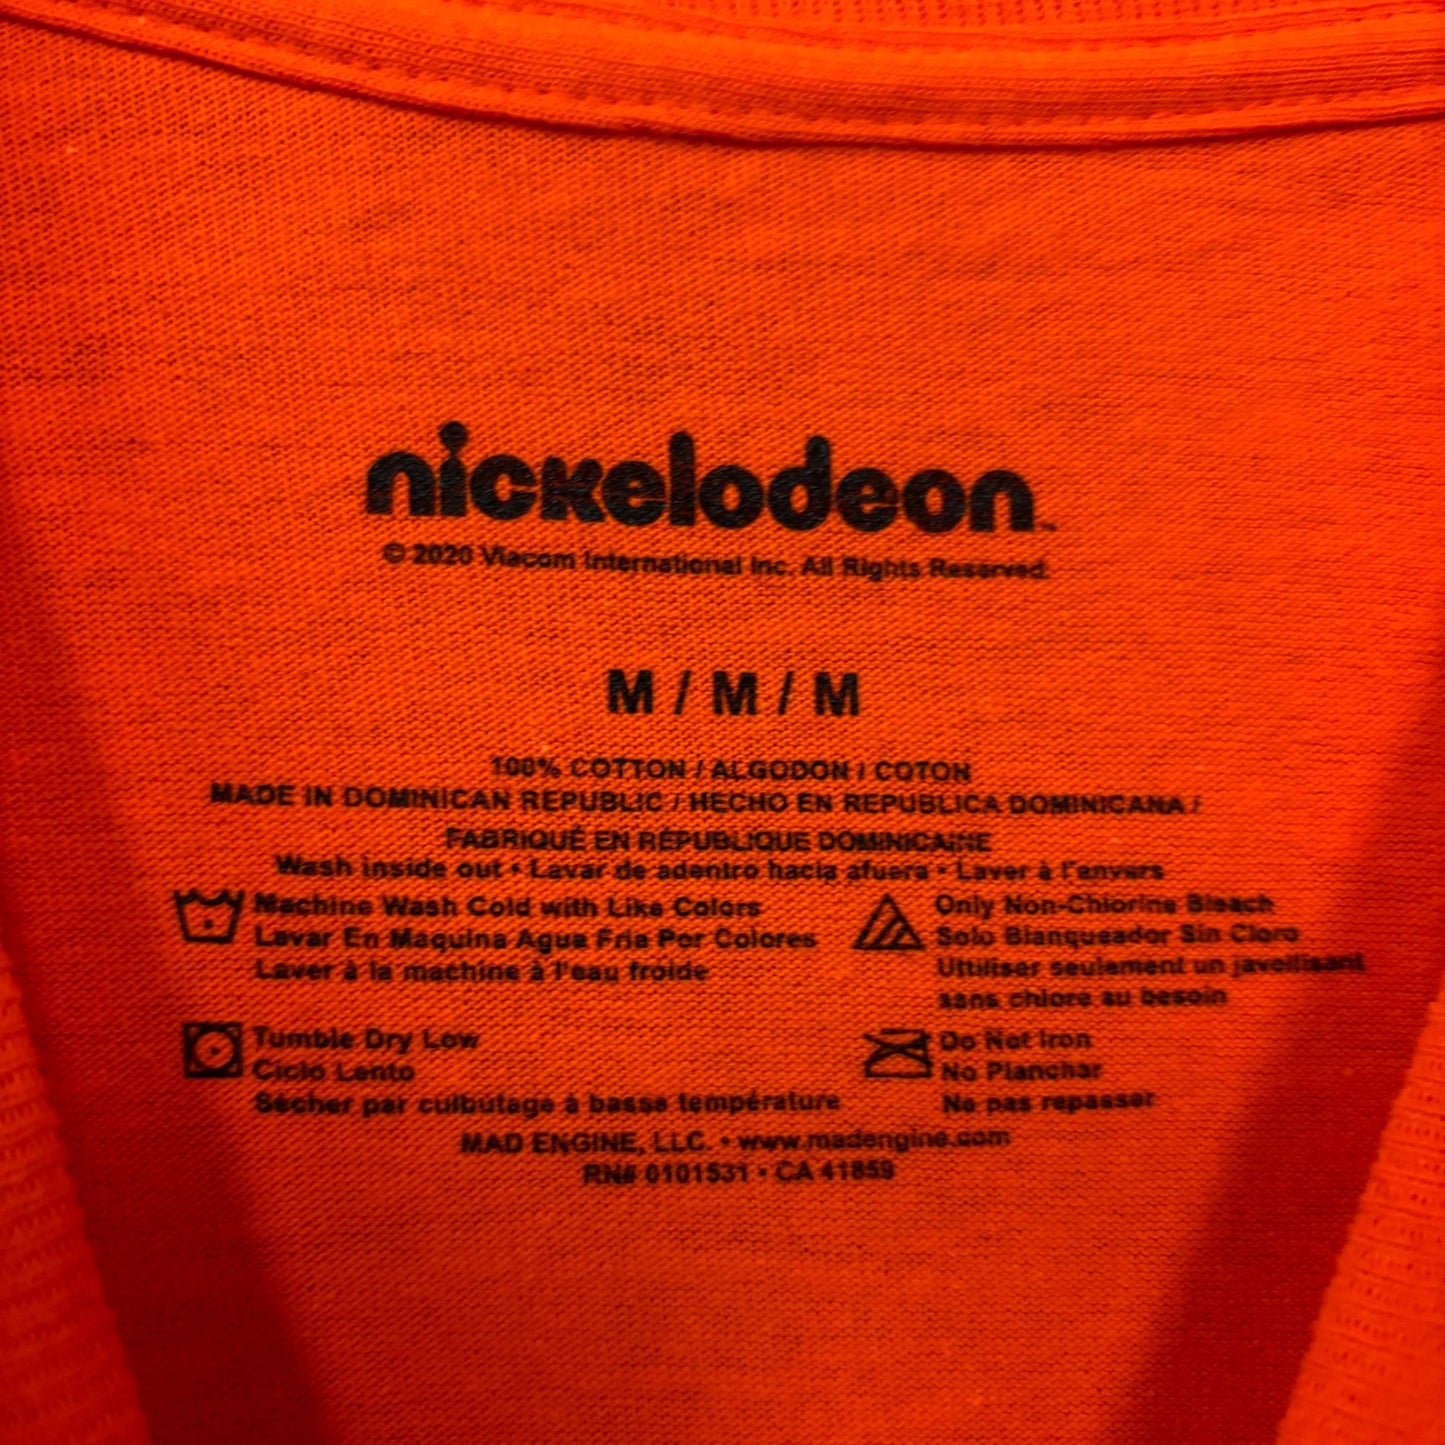 nickelodeon™
© 2020 Viacom International Inc. All Rights Reserved.
M / M / M
100% COTTON / ALGODON / COTON
MADE IN DOMINICAN REPUBLIC / HECHO EN REPUBLICA DOMINICANA /
FABRIQUÉ EN RÉPUBLIQUE DOMINICAINE
Wash inside out • Lavar de adentro hacia afuera • Laver à l'envers
Machine Wash Cold with Like Colors
Lavar En Maquina Agua Fria Por Colores
Laver à la machine à l'eau froide
Only Non-Chlorine Bleach
Solo Blanqueador Sin Cloro
Uttiliser seulement un javellisant
sans chlore au besoin
Tumble Dry Low
Ciclo Lento
Sécher par culbutage à basse température
Do Not Iron
No Planchar
Ne pas repasser
MAD ENGINE, LLC. • www.madengine.com
RN# 0101531 • CA 41859